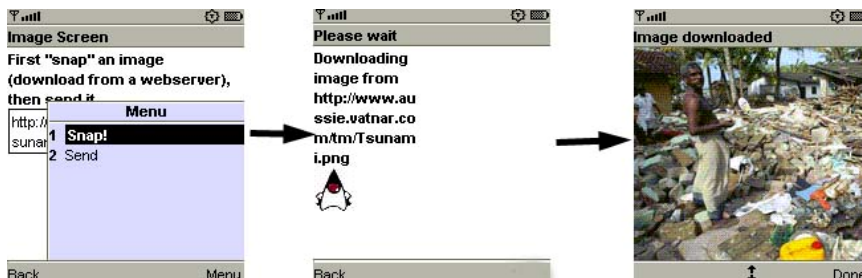 Image Screen
First "snap" an image
(download from a webserver),
then send it
http://
sunar
Menu
1 Snap!
2 Send
Back Menu
Please wait
Downloading
image from
http://www.au
ssie.vatnar.co
m/tm/Tsunam
i.png
Back
Image downloaded
Done